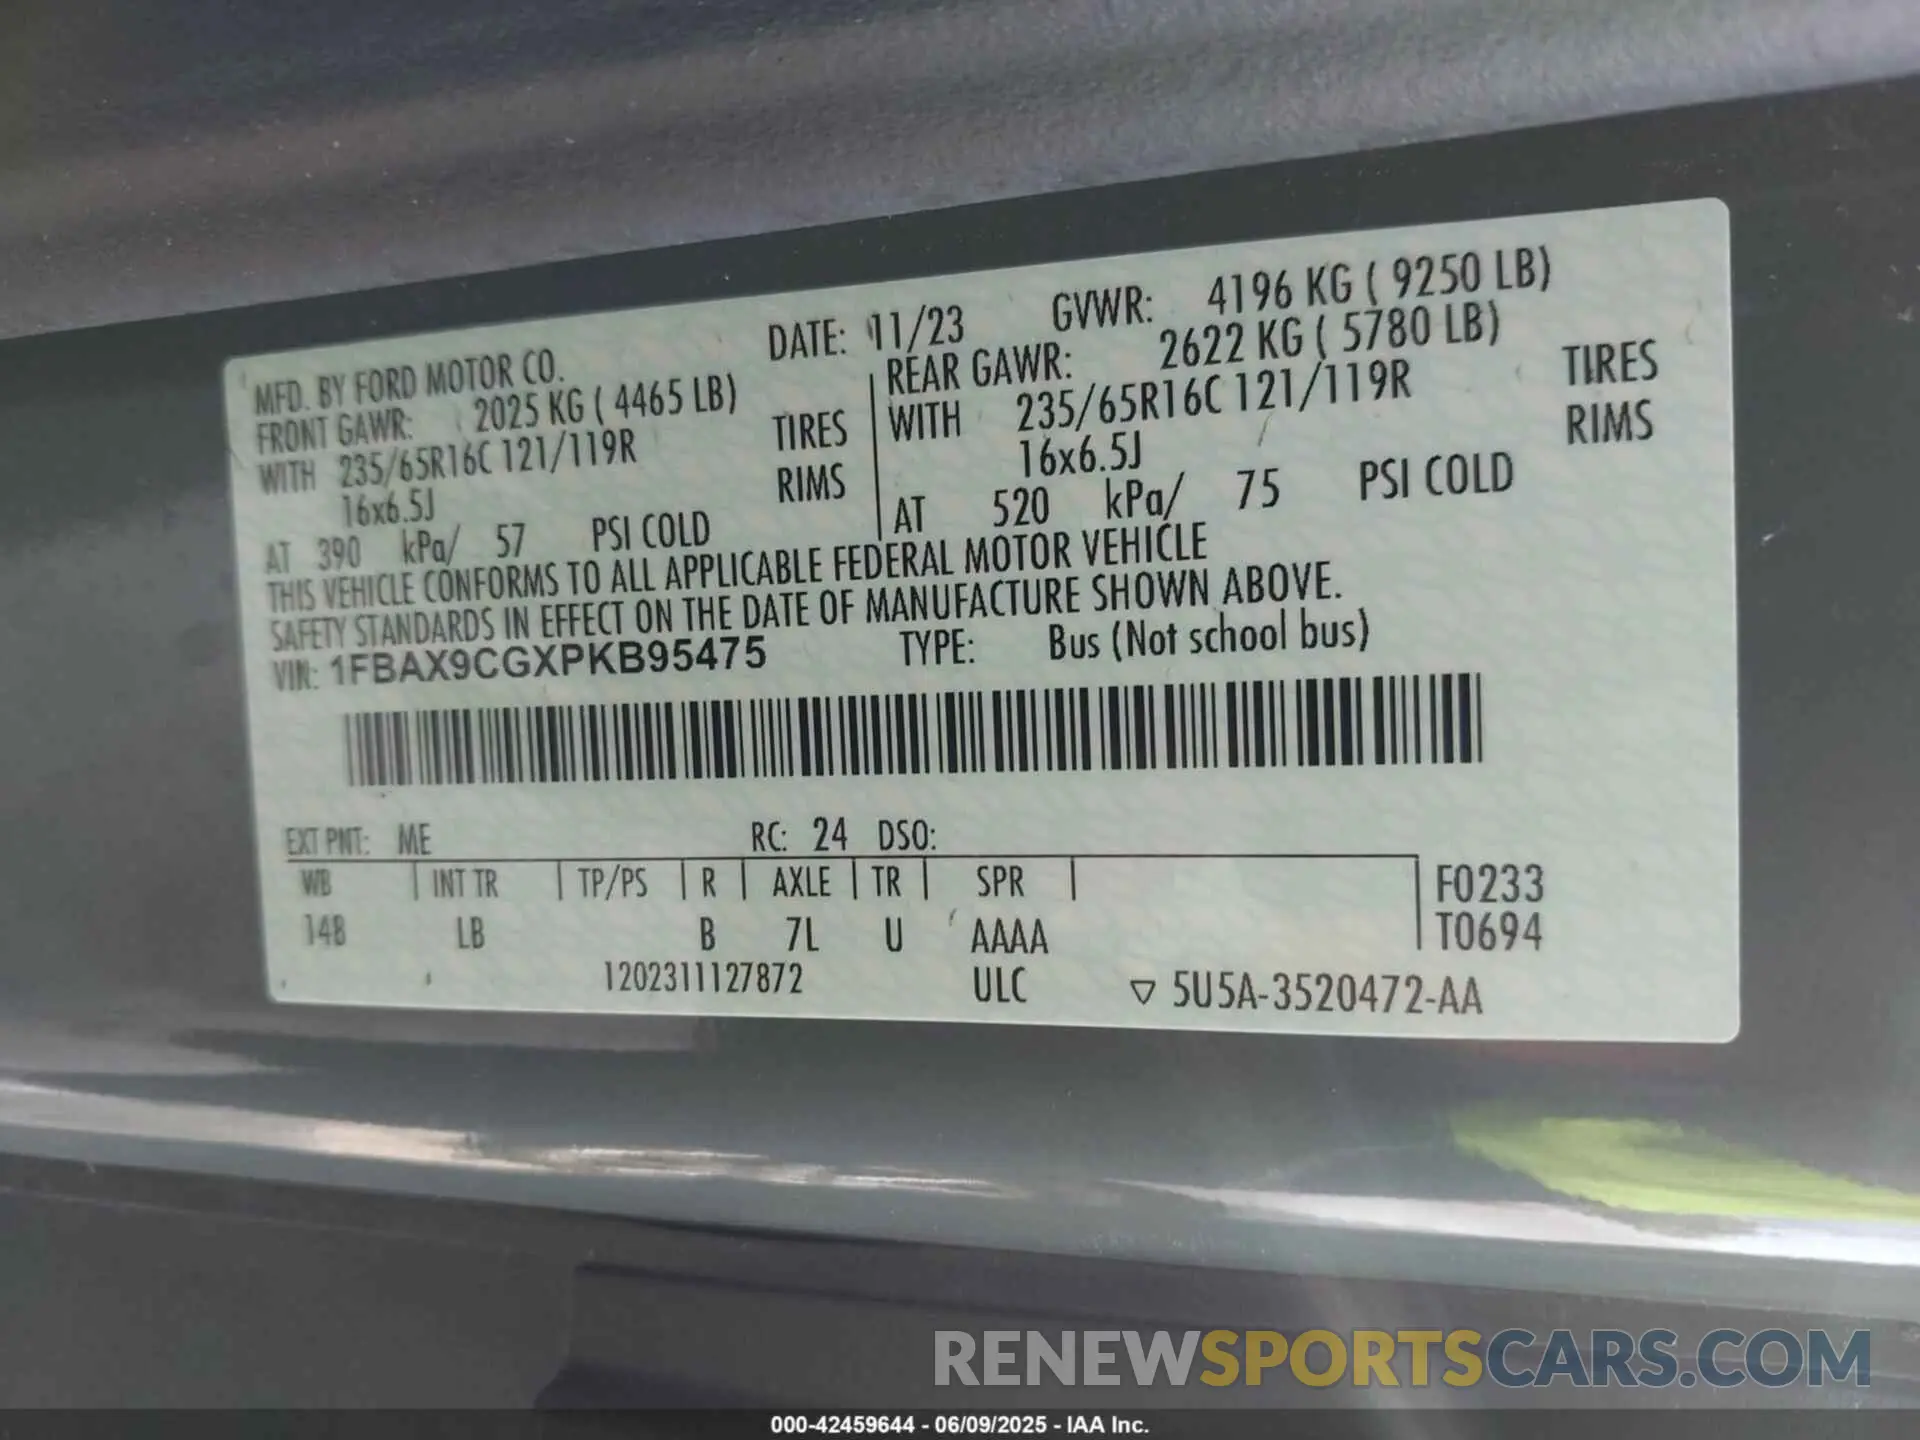 MFD. BY FORD MOTOR CO.
DATE: 11/23
GVWR: 4196 KG ( 9250 LB)
FRONT GAWR: 2025 KG ( 4465 LB)
WITH 235/65R16C 121/119R TIRES
16x6.5J RIMS
AT 390 kPa/ 57 PSI COLD
REAR GAWR: 2622 KG ( 5780 LB)
WITH 235/65R16C 121/119R TIRES
16x6.5J RIMS
AT 520 kPa/ 75 PSI COLD
THIS VEHICLE CONFORMS TO ALL APPLICABLE FEDERAL MOTOR VEHICLE
SAFETY STANDARDS IN EFFECT ON THE DATE OF MANUFACTURE SHOWN ABOVE.
VIN: 1FBAX9CGXPKB95475 TYPE: Bus (Not school bus)
EXT PNT: ME RC: 24 DSO:
WB INT TR TP/PS R AXLE TR SPR
148 LB B 7L U AAAA
F0233
T0694
1202311127872 ULC ▽ 5U5A-3520472-AA
RENEWSPORTSCARS.COM
000-42459644 - 06/09/2025 - IAA Inc.